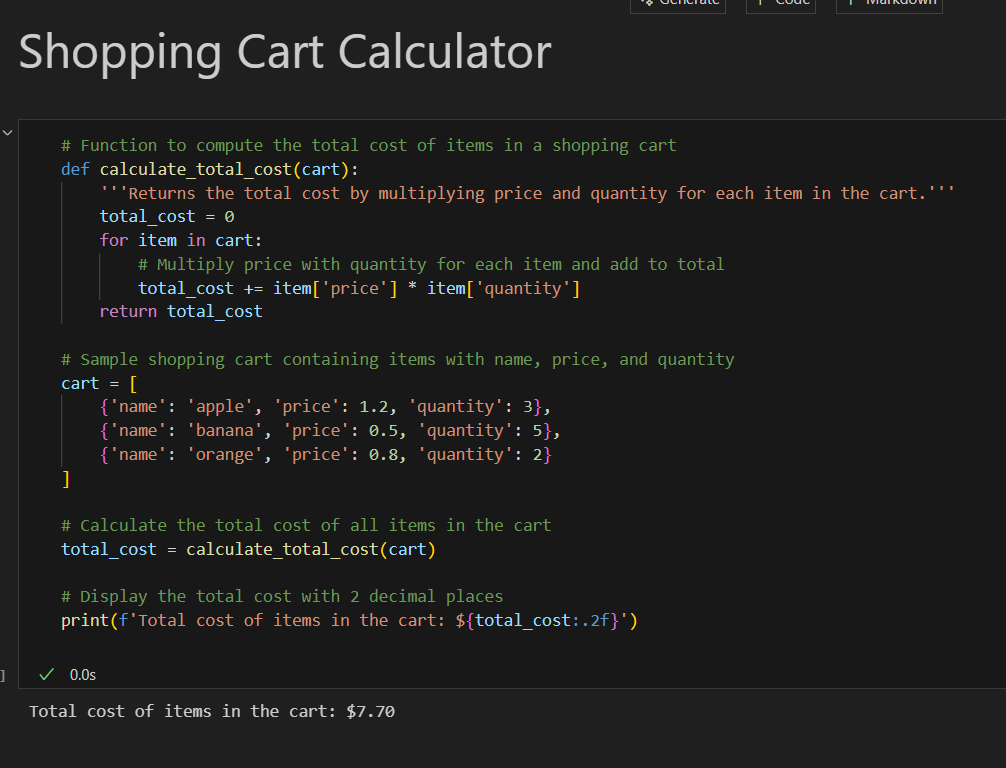 Generate + Code + Markdown
Shopping Cart Calculator
# Function to compute the total cost of items in a shopping cart
def calculate_total_cost(cart):
    '''Returns the total cost by multiplying price and quantity for each item in the cart.'''
    total_cost = 0
    for item in cart:
        # Multiply price with quantity for each item and add to total
        total_cost += item['price'] * item['quantity']
    return total_cost
# Sample shopping cart containing items with name, price, and quantity
cart = [
    {'name': 'apple', 'price': 1.2, 'quantity': 3},
    {'name': 'banana', 'price': 0.5, 'quantity': 5},
    {'name': 'orange', 'price': 0.8, 'quantity': 2}
]
# Calculate the total cost of all items in the cart
total_cost = calculate_total_cost(cart)
# Display the total cost with 2 decimal places
print(f'Total cost of items in the cart: ${total_cost:.2f}')
] ✓ 0.0s
Total cost of items in the cart: $7.70